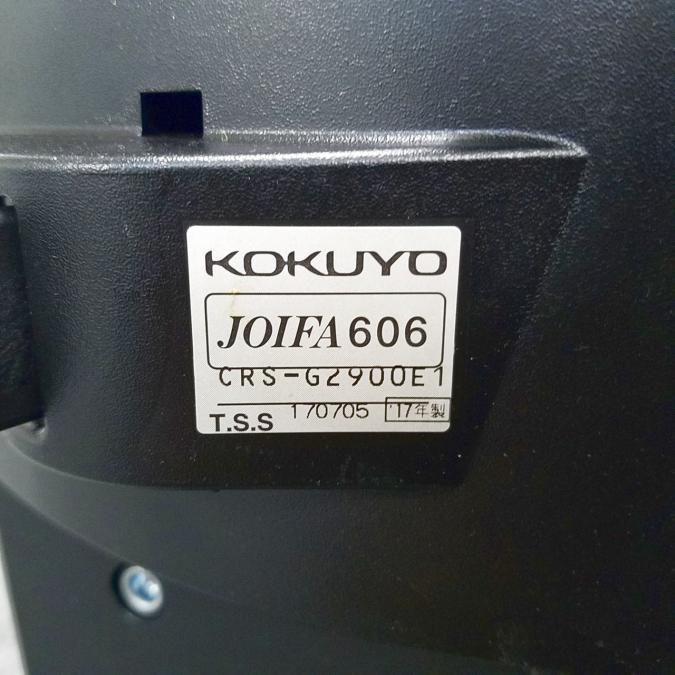 KOKUYO
JOIFA 606
CRS-G2900E1
T.S.S 170705 '17年製